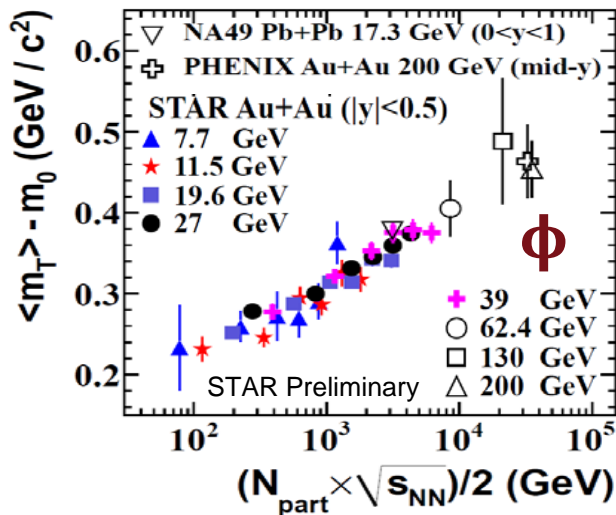 NA49 Pb+Pb 17.3 GeV (0<y<1)
PHENIX Au+Au 200 GeV (mid-y)
STAR Au+Au (|y|<0.5)
7.7 GeV
11.5 GeV
19.6 GeV
27 GeV
ϕ
39 GeV
62.4 GeV
130 GeV
200 GeV
STAR Preliminary
<m_T> - m_0 (GeV / c^2)
0.6
0.5
0.4
0.3
0.2
10^2 10^3 10^4 10^5
(N_part × √s_NN)/2 (GeV)